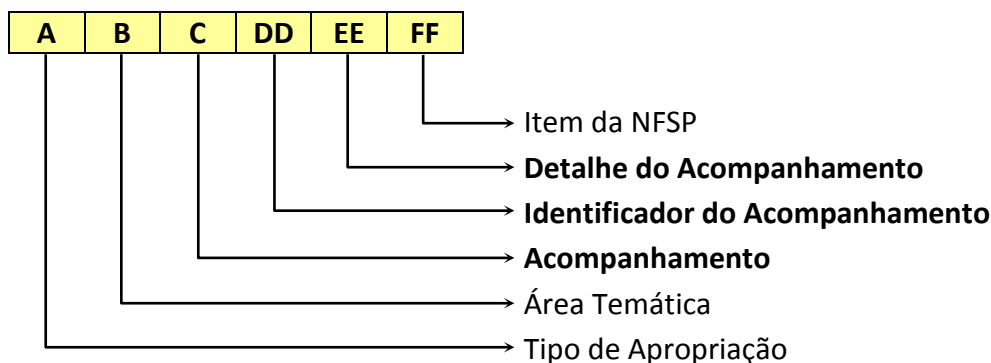 A B C DD EE FF
Item da NFSP
Detalhe do Acompanhamento
Identificador do Acompanhamento
Acompanhamento
Área Temática
Tipo de Apropriação